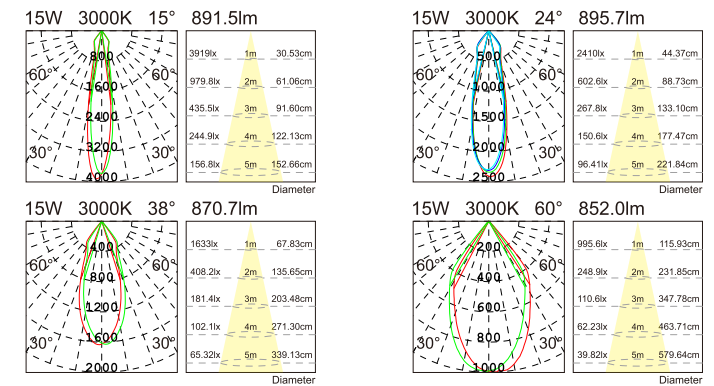 15W 3000K 15° 891.5lm
800
1600
2400
3200
4000
60° 60°
30° 30°
3919lx 1m 30.53cm
979.8lx 2m 61.06cm
435.5lx 3m 91.60cm
244.9lx 4m 122.13cm
156.8lx 5m 152.66cm
Diameter
15W 3000K 24° 895.7lm
500
1000
1500
2000
2500
60° 60°
30° 30°
2410lx 1m 44.37cm
602.6lx 2m 88.73cm
267.8lx 3m 133.10cm
150.6lx 4m 177.47cm
96.41lx 5m 221.84cm
Diameter
15W 3000K 38° 870.7lm
400
800
1200
1600
2000
60° 60°
30° 30°
1633lx 1m 67.83cm
408.2lx 2m 135.65cm
181.4lx 3m 203.48cm
102.1lx 4m 271.30cm
65.32lx 5m 339.13cm
Diameter
15W 3000K 60° 852.0lm
200
400
600
800
1000
60° 60°
30° 30°
995.6lx 1m 115.93cm
248.9lx 2m 231.85cm
110.6lx 3m 347.78cm
62.23lx 4m 463.71cm
39.82lx 5m 579.64cm
Diameter